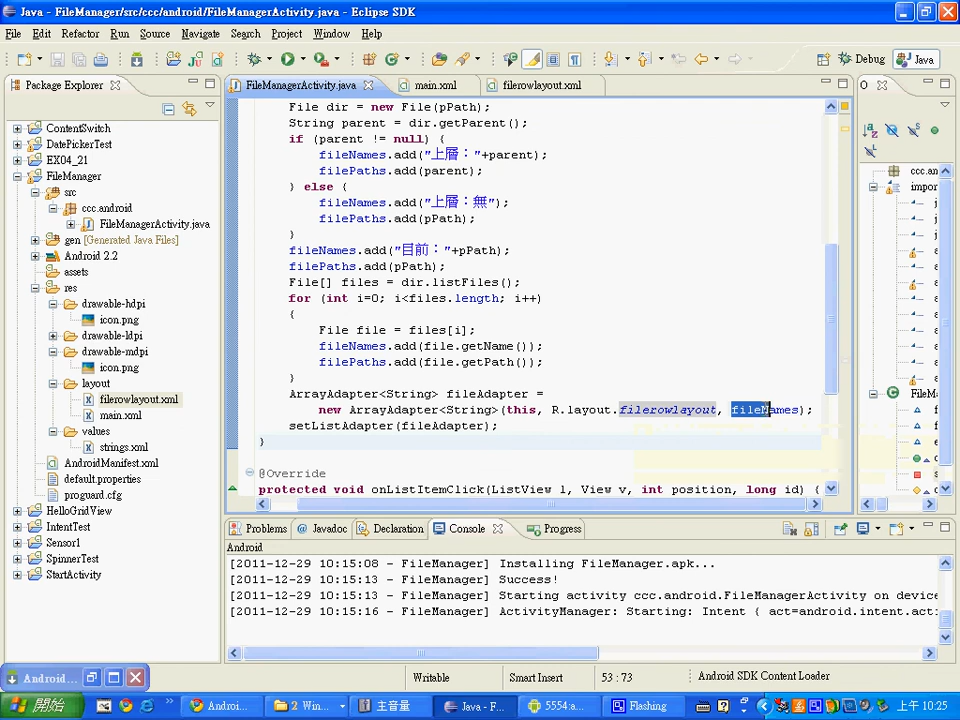 Java - FileManager/src/ccc/android/FileManagerActivity.java - Eclipse SDK
File Edit Refactor Run Source Navigate Search Project Window Help
Debug
Java
Package Explorer
FileManagerActivity.java
main.xml
filerowlayout.xml
O
ContentSwitch
DatePickerTest
EX04_21
FileManager
src
ccc.android
FileManagerActivity.java
gen [Generated Java Files]
Android 2.2
assets
res
drawable-hdpi
icon.png
drawable-ldpi
drawable-mdpi
icon.png
layout
filerowlayout.xml
main.xml
values
strings.xml
AndroidManifest.xml
default.properties
proguard.cfg
HelloGridView
IntentTest
Sensor1
SpinnerTest
StartActivity
File dir = new File(pPath);
String parent = dir.getParent();
if (parent != null) {
fileNames.add("上層："+parent);
filePaths.add(parent);
} else {
fileNames.add("上層：無");
filePaths.add(pPath);
}
fileNames.add("目前："+pPath);
filePaths.add(pPath);
File[] files = dir.listFiles();
for (int i=0; i<files.length; i++)
{
File file = files[i];
fileNames.add(file.getName());
filePaths.add(file.getPath());
}
ArrayAdapter<String> fileAdapter =
new ArrayAdapter<String>(this, R.layout.filerowlayout, fileNames);
setListAdapter(fileAdapter);
}
@Override
protected void onListItemClick(ListView l, View v, int position, long id) {
ccc.an
impor
FileM
Problems
@ Javadoc
Declaration
Console
Progress
Android
[2011-12-29 10:15:08 - FileManager] Installing FileManager.apk...
[2011-12-29 10:15:13 - FileManager] Success!
[2011-12-29 10:15:13 - FileManager] Starting activity ccc.android.FileManagerActivity on device
[2011-12-29 10:15:16 - FileManager] ActivityManager: Starting: Intent { act=android.intent.acti
Android...
Writable
Smart Insert
53 : 73
Android SDK Content Loader
開始
Androi...
2 Win...
主音量
Java - F...
5554:a...
Flashing
上午 10:25